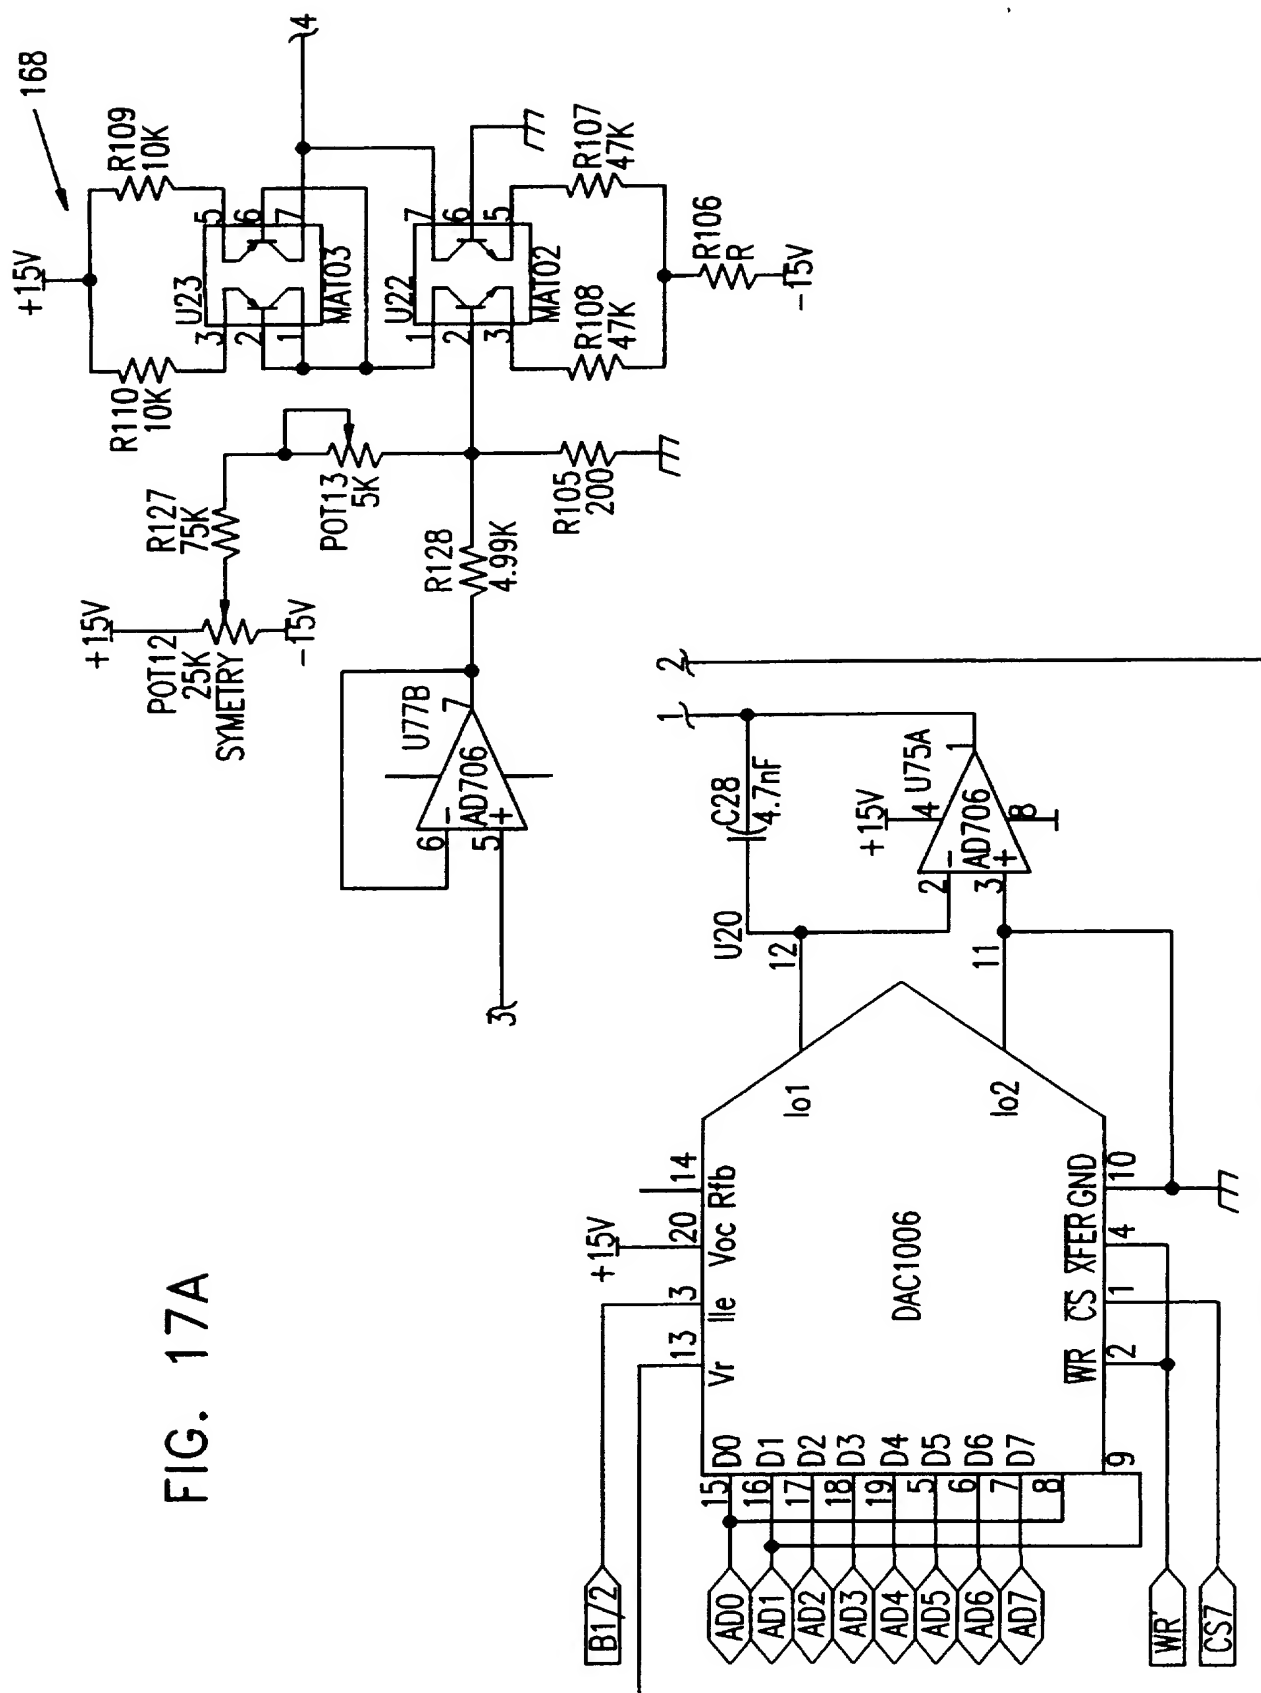 FIG. 17A
168
+15V
R110
10K
R109
10K
U23
3
2
1
5
6
7
MAT03
4
U22
1
2
3
7
6
5
MAT02
R108
47K
R107
47K
R106
R
-15V
+15V
POT12
25K
SYMETRY
-15V
R127
75K
POT13
5K
R128
4.99K
R105
200
U77B
6
5
7
AD706
-
+
3
1
2
C28
4.7nF
U20
12
11
+15V
U75A
4
2
3
1
8
AD706
-
+
B1/2
+15V
13
3
20
14
Vr
Ile
Voc
Rfb
Io1
Io2
DAC1006
AD0
15
D0
AD1
16
D1
AD2
17
D2
AD3
18
D3
AD4
19
D4
AD5
5
D5
AD6
6
D6
AD7
7
D7
8
9
WR
CS
XFER
GND
2
1
4
10
WR'
CS7